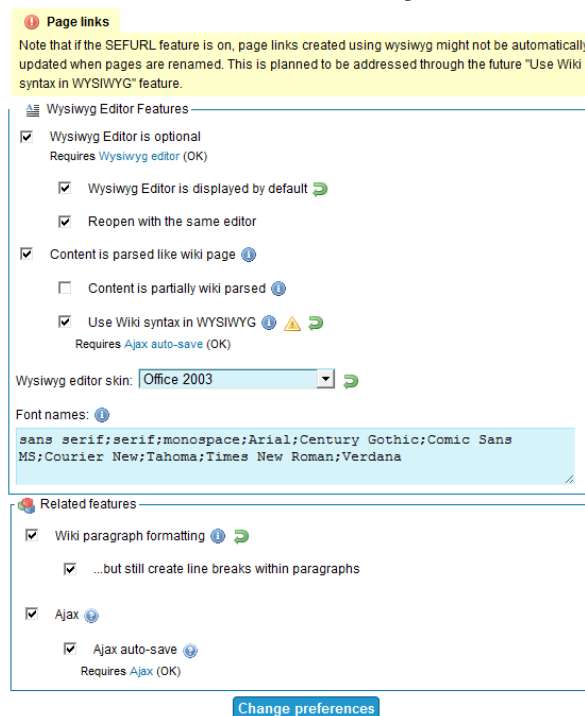 Page links
Note that if the SEFURL feature is on, page links created using wysiwyg might not be automatically
updated when pages are renamed. This is planned to be addressed through the future "Use Wiki
syntax in WYSIWYG" feature.
Wysiwyg Editor Features
Wysiwyg Editor is optional
Requires Wysiwyg editor (OK)
Wysiwyg Editor is displayed by default
Reopen with the same editor
Content is parsed like wiki page
Content is partially wiki parsed
Use Wiki syntax in WYSIWYG
Requires Ajax auto-save (OK)
Wysiwyg editor skin: Office 2003
Font names:
sans serif;serif;monospace;Arial;Century Gothic;Comic Sans
MS;Courier New;Tahoma;Times New Roman;Verdana
Related features
Wiki paragraph formatting
...but still create line breaks within paragraphs
Ajax
Ajax auto-save
Requires Ajax (OK)
Change preferences